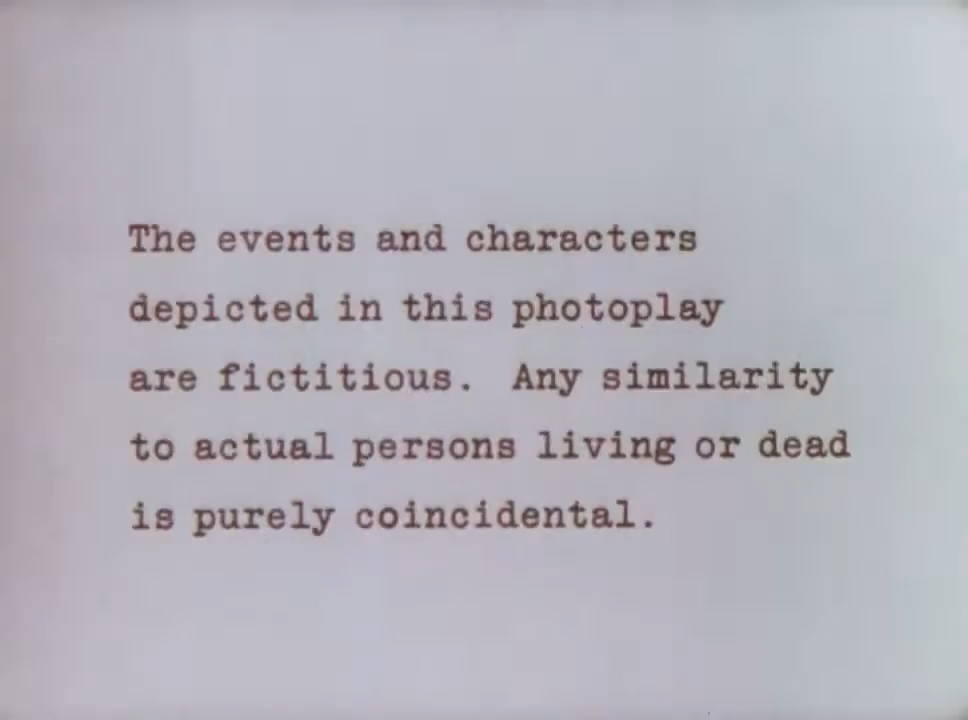 The events and characters
depicted in this photoplay
are fictitious.  Any similarity
to actual persons living or dead
is purely coincidental.